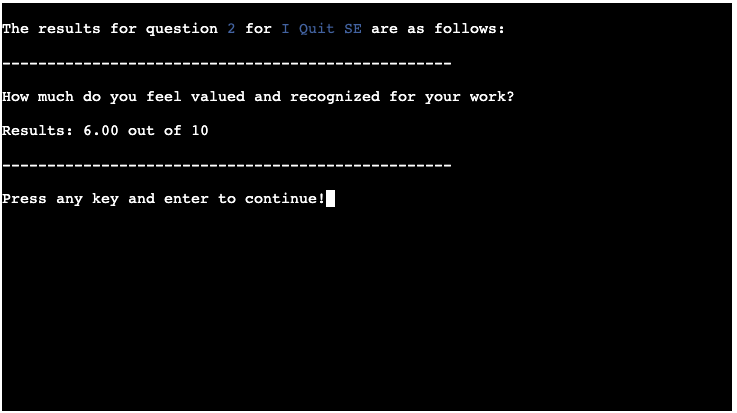 The results for question 2 for I Quit SE are as follows:
--------------------------------------------------
How much do you feel valued and recognized for your work?
Results: 6.00 out of 10
--------------------------------------------------
Press any key and enter to continue!